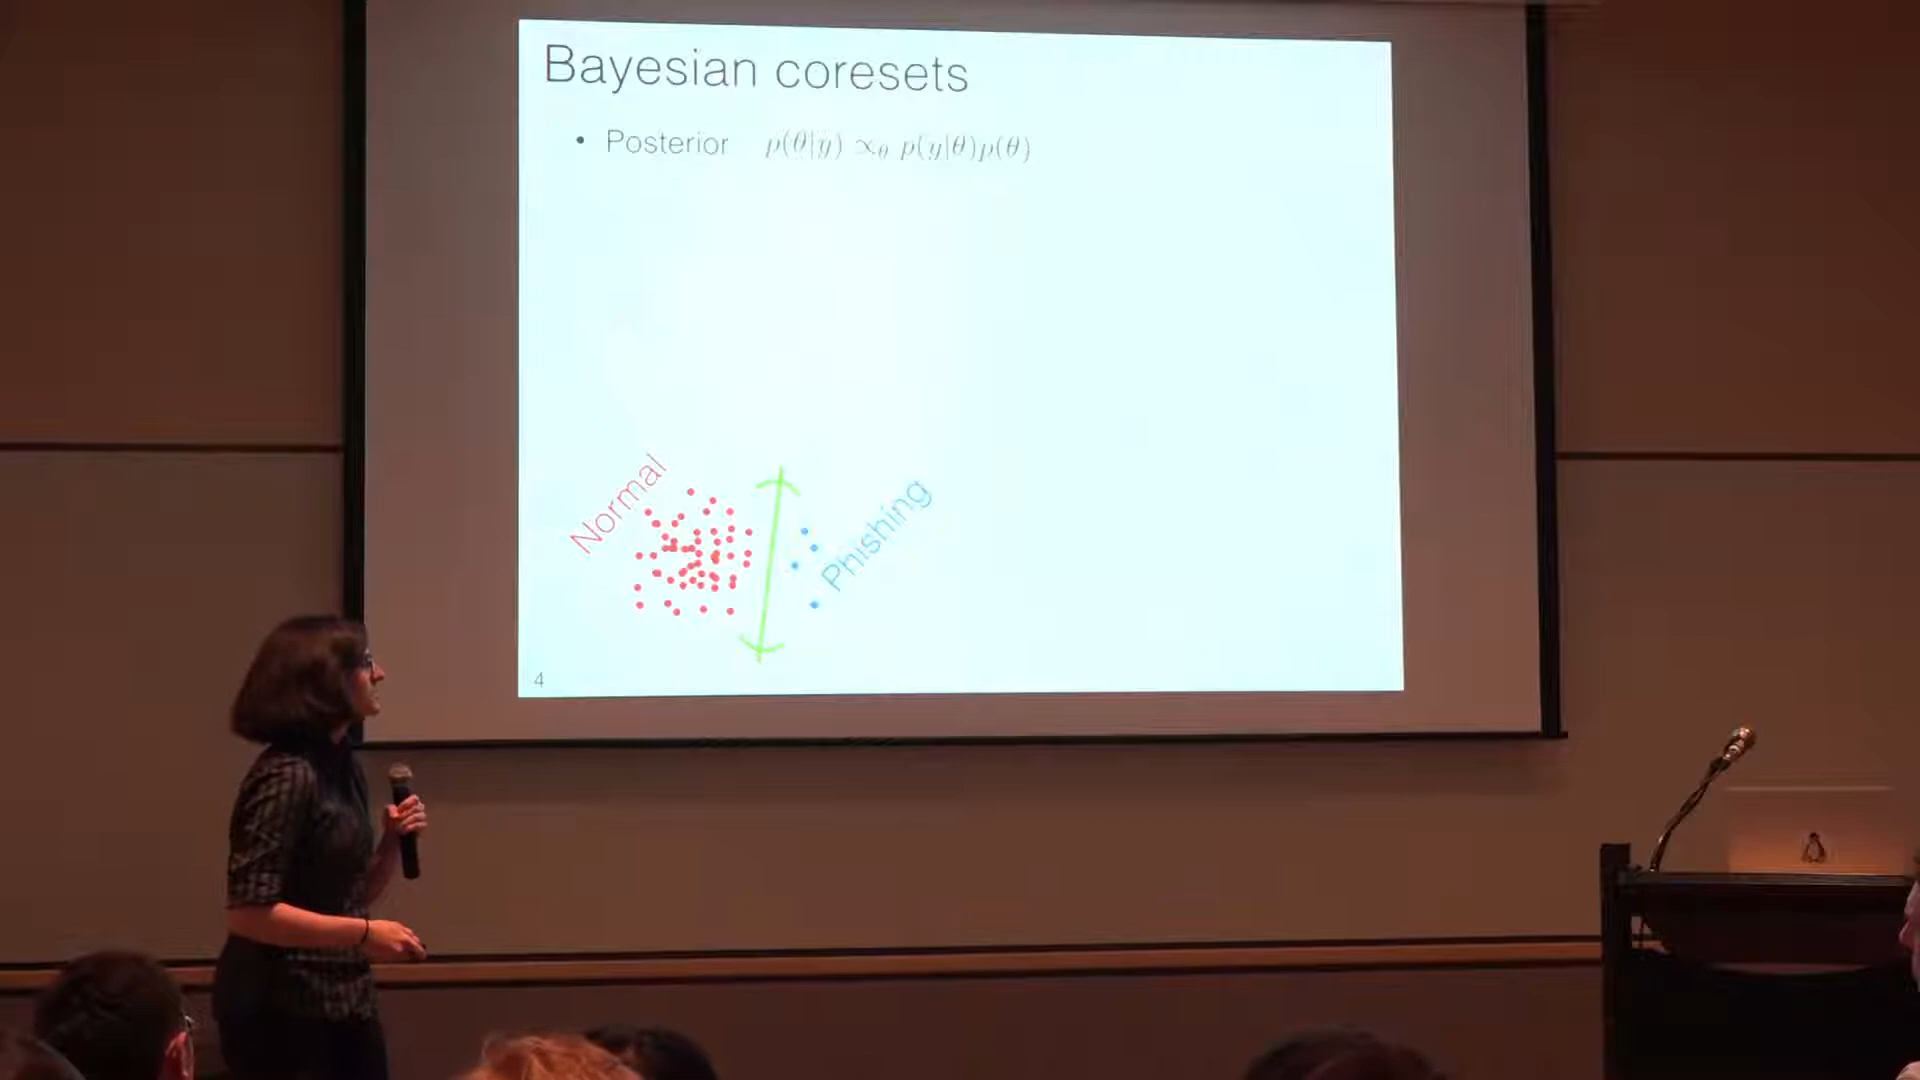 Bayesian coresets
• Posterior p(θ|y) ∝θ p(y|θ)p(θ)
Normal
Phishing
4